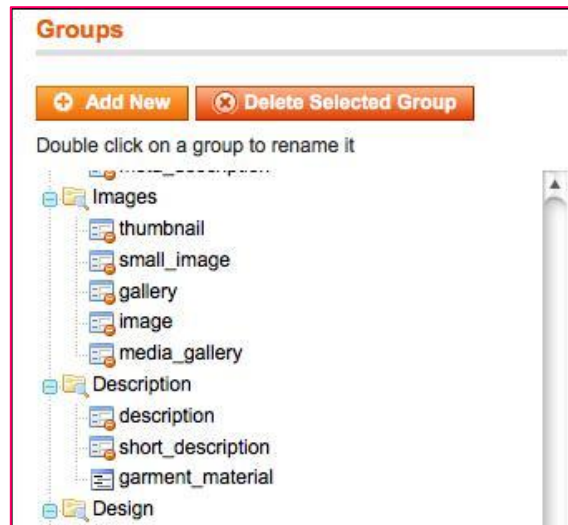 Groups
Add New
Delete Selected Group
Double click on a group to rename it
meta_description
Images
thumbnail
small_image
gallery
image
media_gallery
Description
description
short_description
garment_material
Design